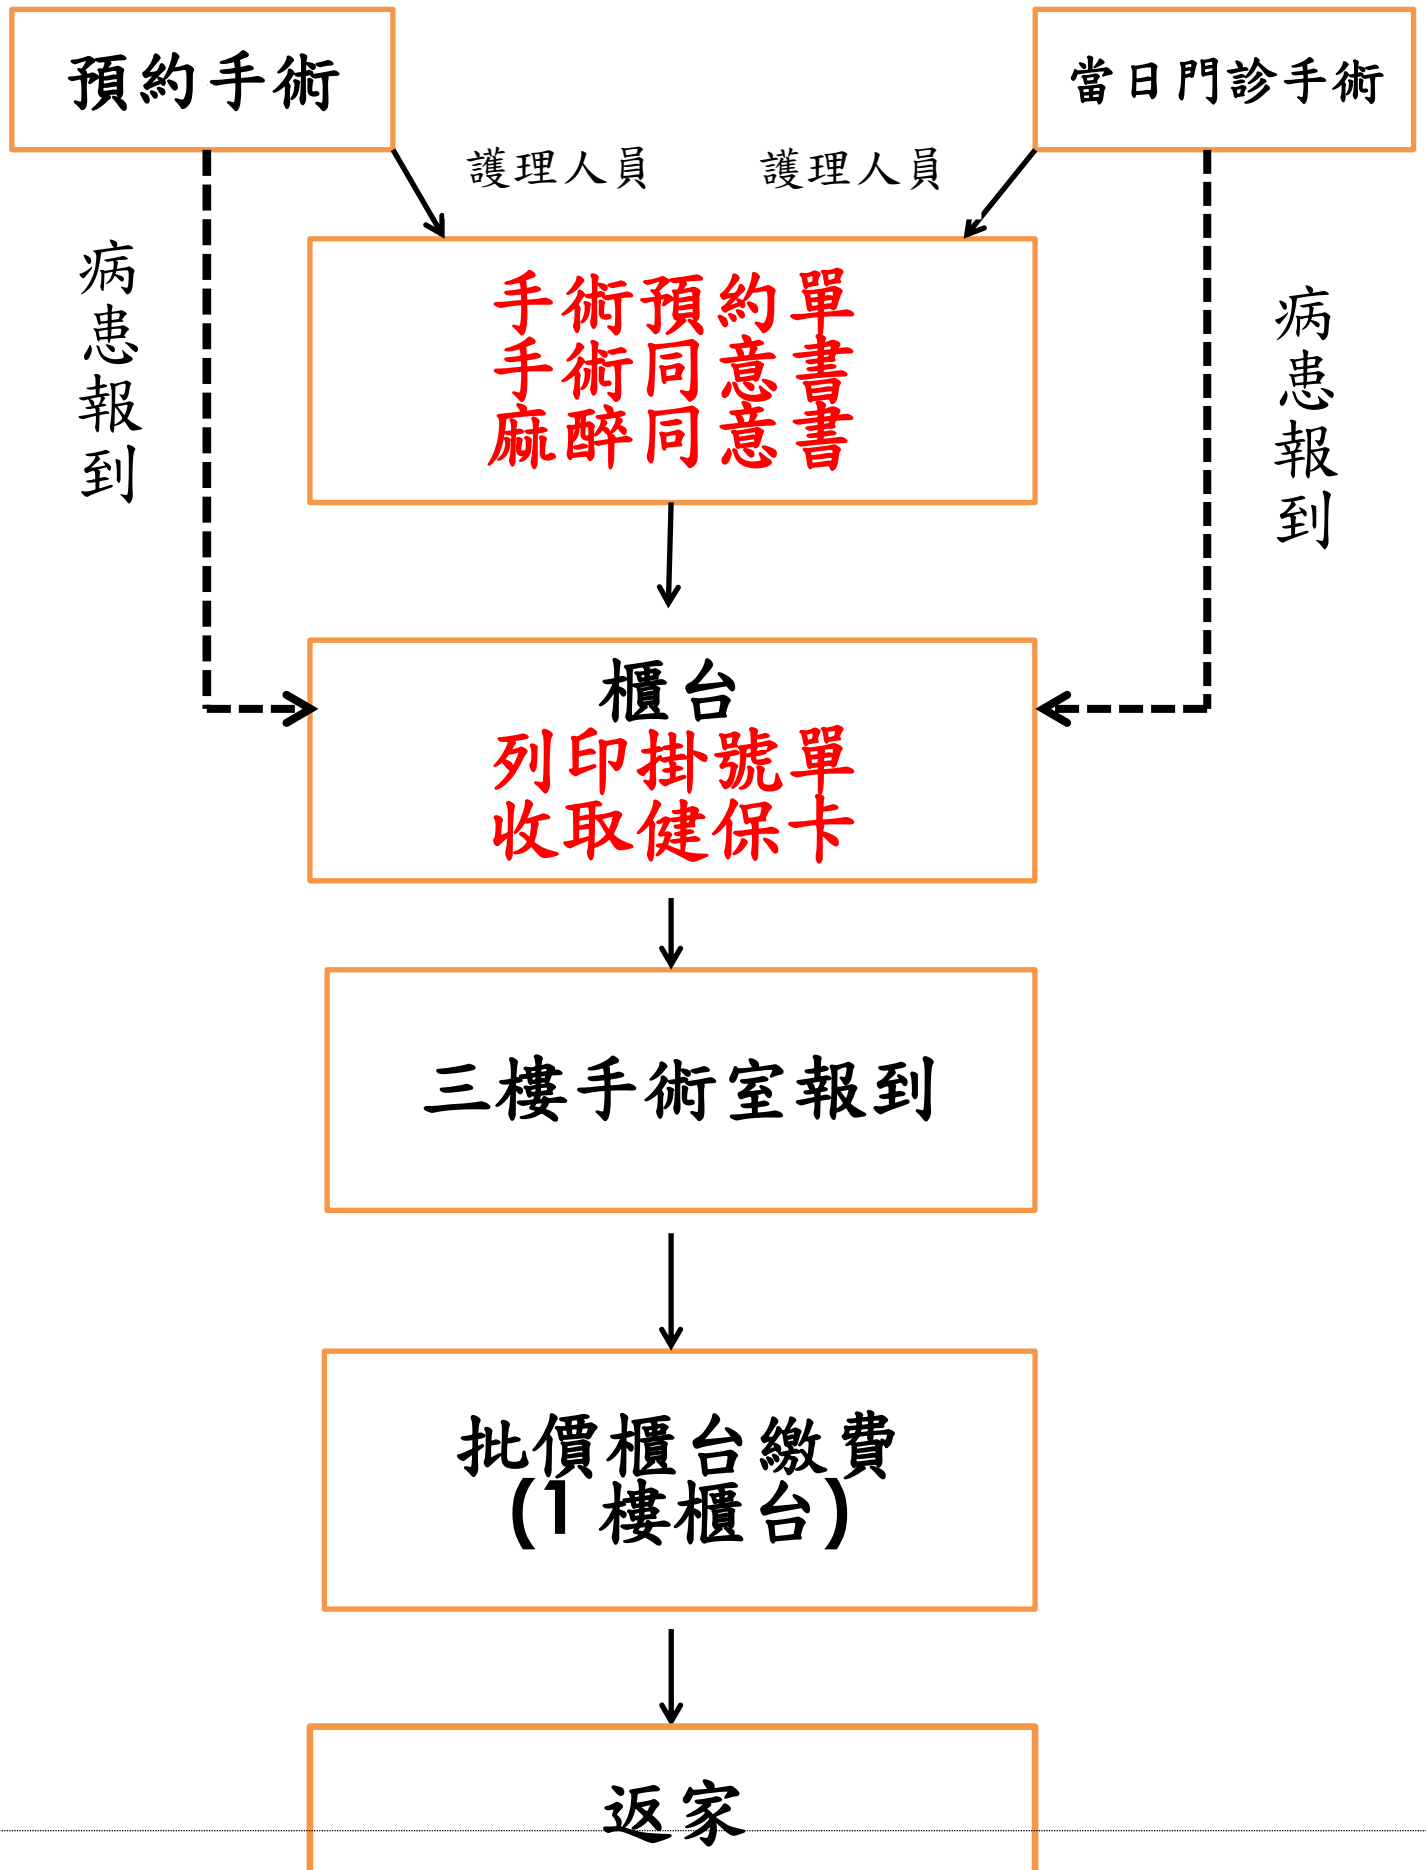 預約手術
當日門診手術
護理人員
護理人員
病患報到
病患報到
手術預約單
手術同意書
麻醉同意書
櫃台
列印掛號單
收取健保卡
三樓手術室報到
批價櫃台繳費
(1樓櫃台)
返家